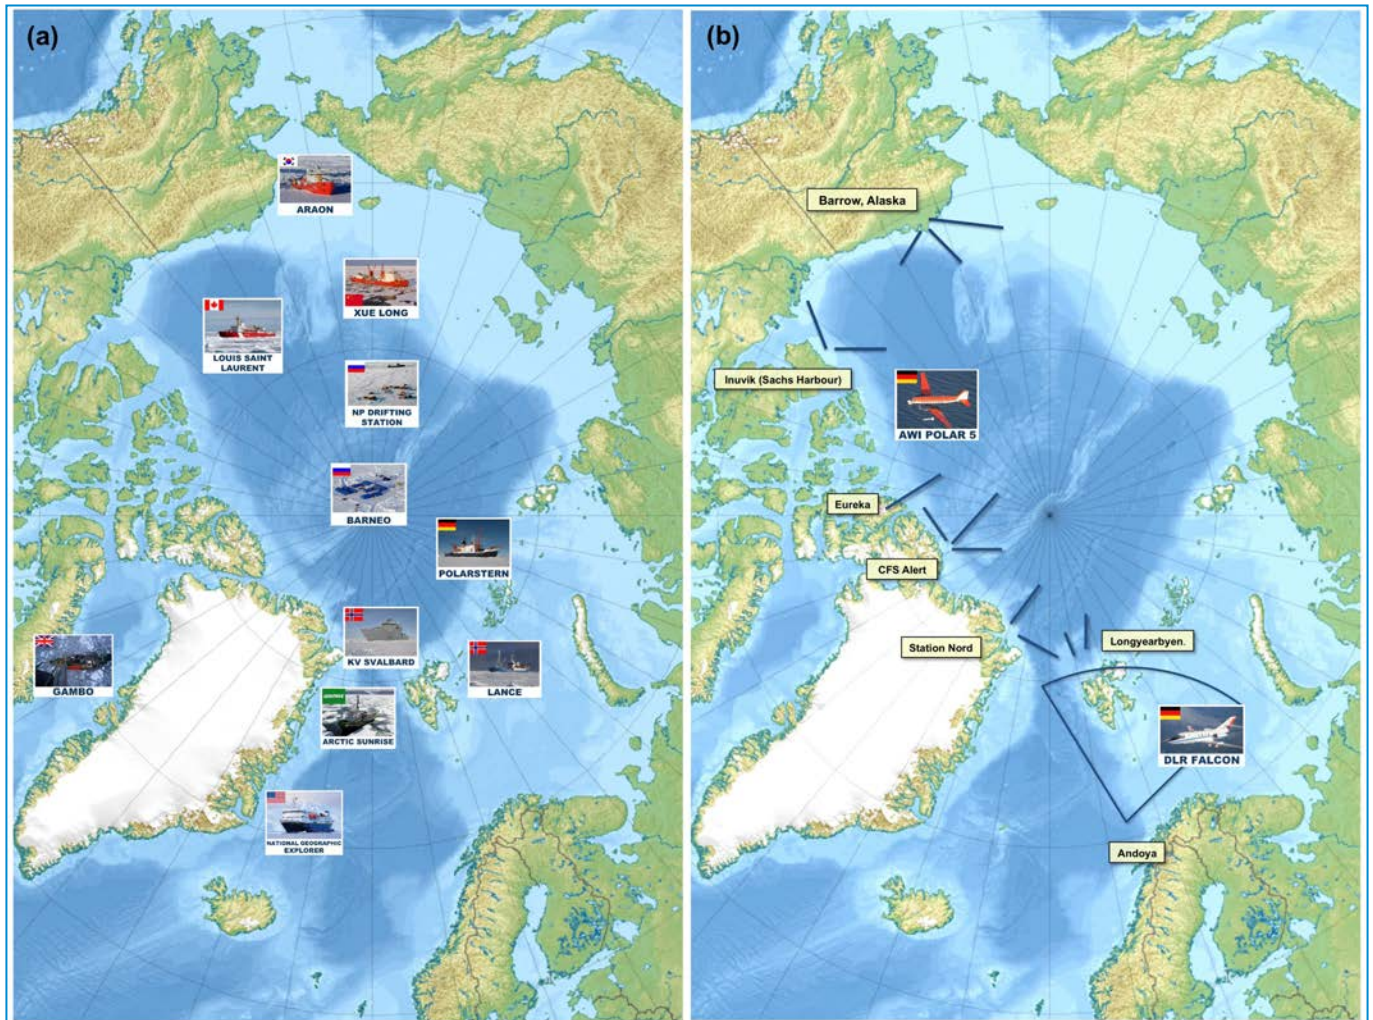 (a)
ARAON
XUE LONG
LOUIS SAINT
LAURENT
NP DRIFTING
STATION
BARNEO
POLARSTERN
KV SVALBARD
GAMBO
LANCE
ARCTIC SUNRISE
NATIONAL GEOGRAPHIC
EXPLORER
(b)
Barrow, Alaska
Inuvik (Sachs Harbour)
AWI POLAR 5
Eureka
CFS Alert
Station Nord
Longyearbyen.
DLR FALCON
Andoya